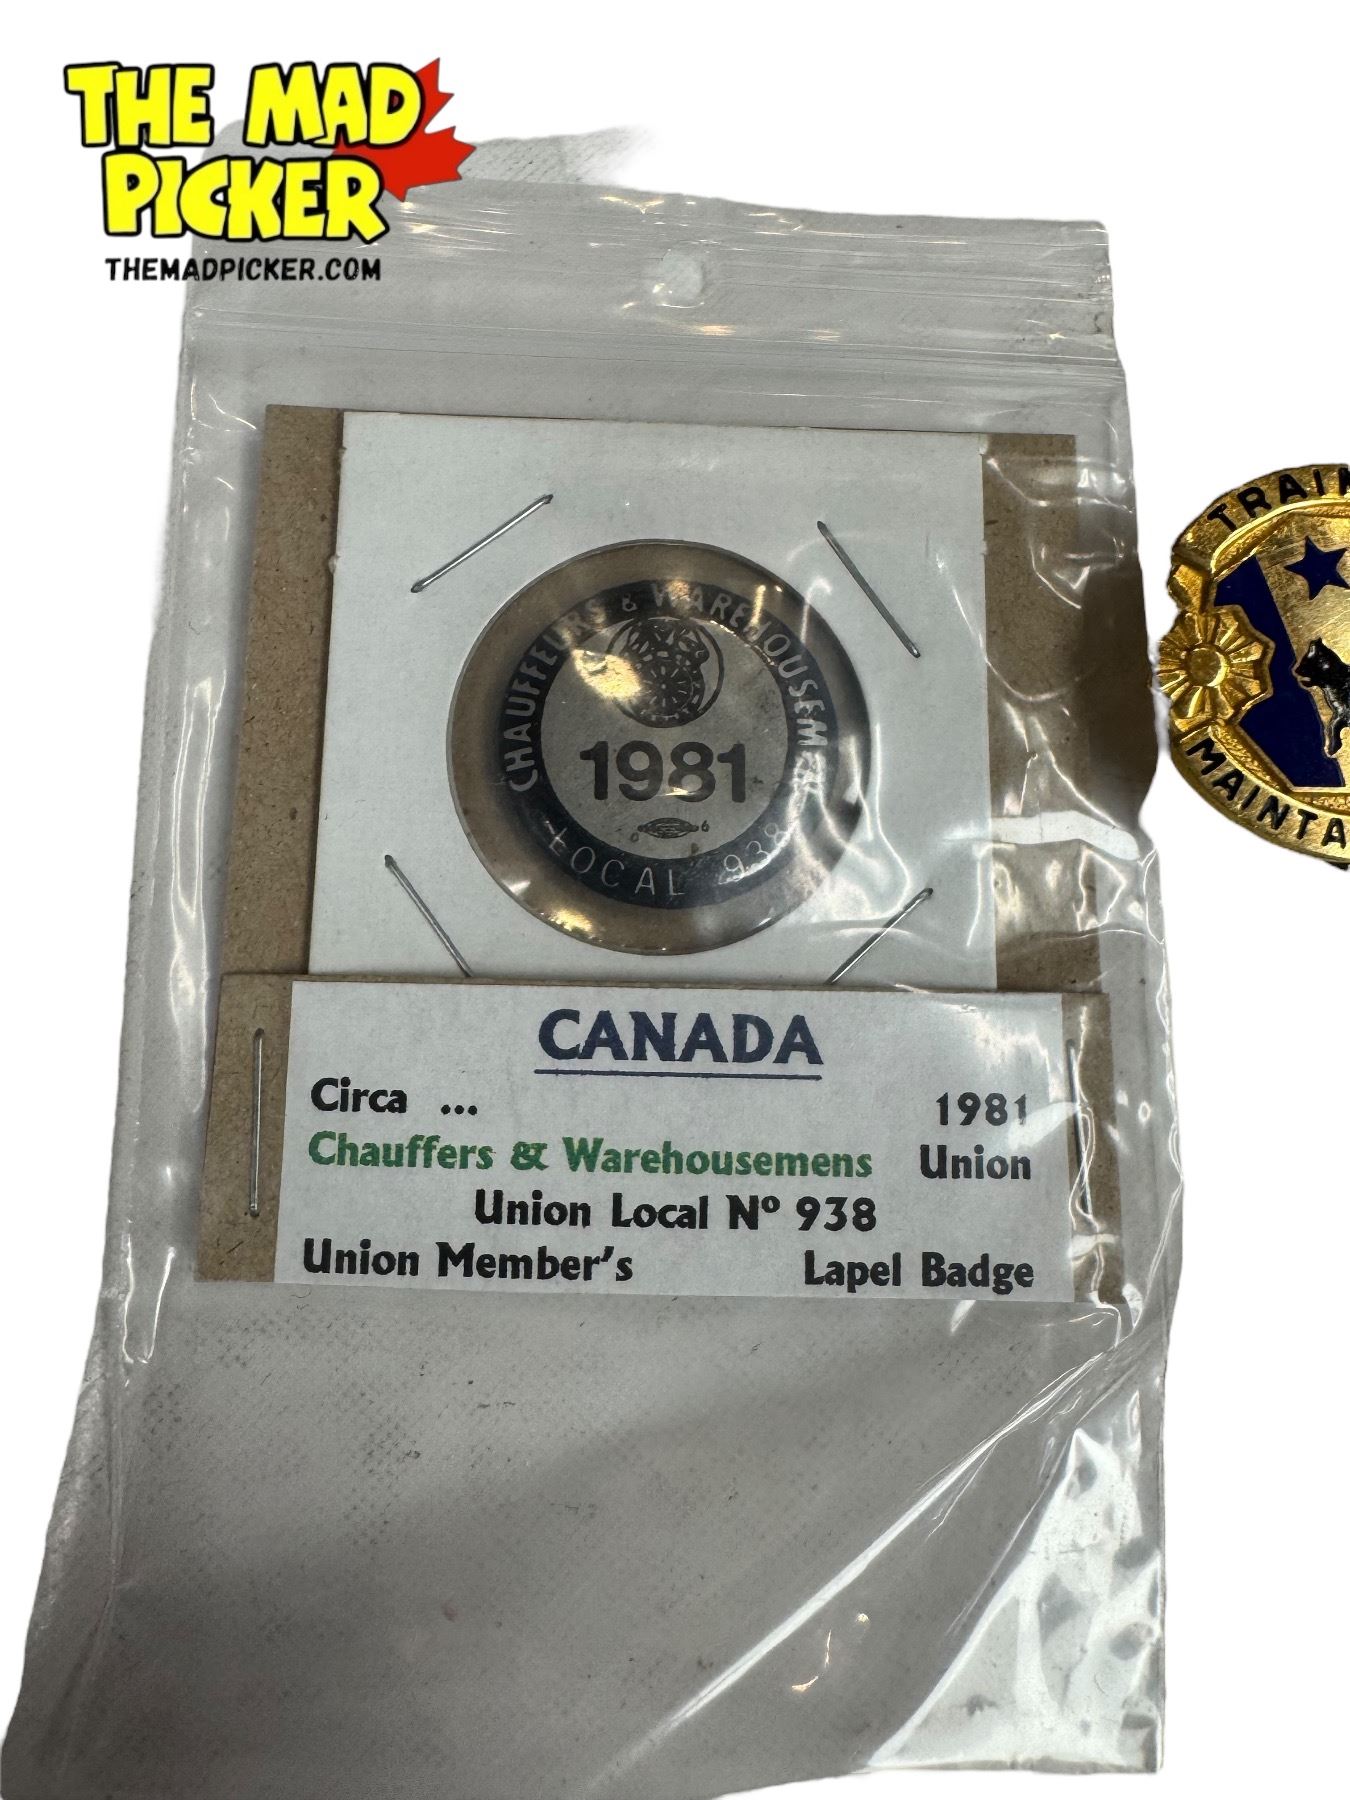 THE MAD
PICKER
THEMADPICKER.COM
CHAUFFEURS & WAREHOUSEMEN
1981
LOCAL 938
TRAIN
MAINTA
CANADA
Circa ... 1981
Chauffers & Warehousemens Union
Union Local Nº 938
Union Member's Lapel Badge